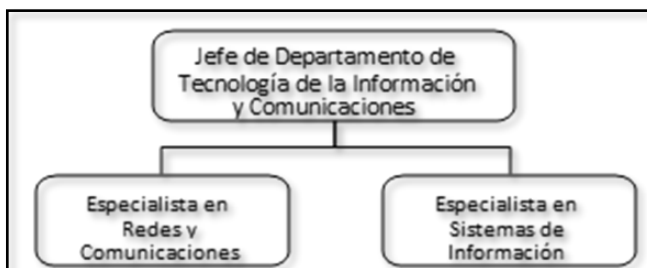 Jefe de Departamento de
Tecnología de la Información
y Comunicaciones
Especialista en
Redes y
Comunicaciones
Especialista en
Sistemas de
Información